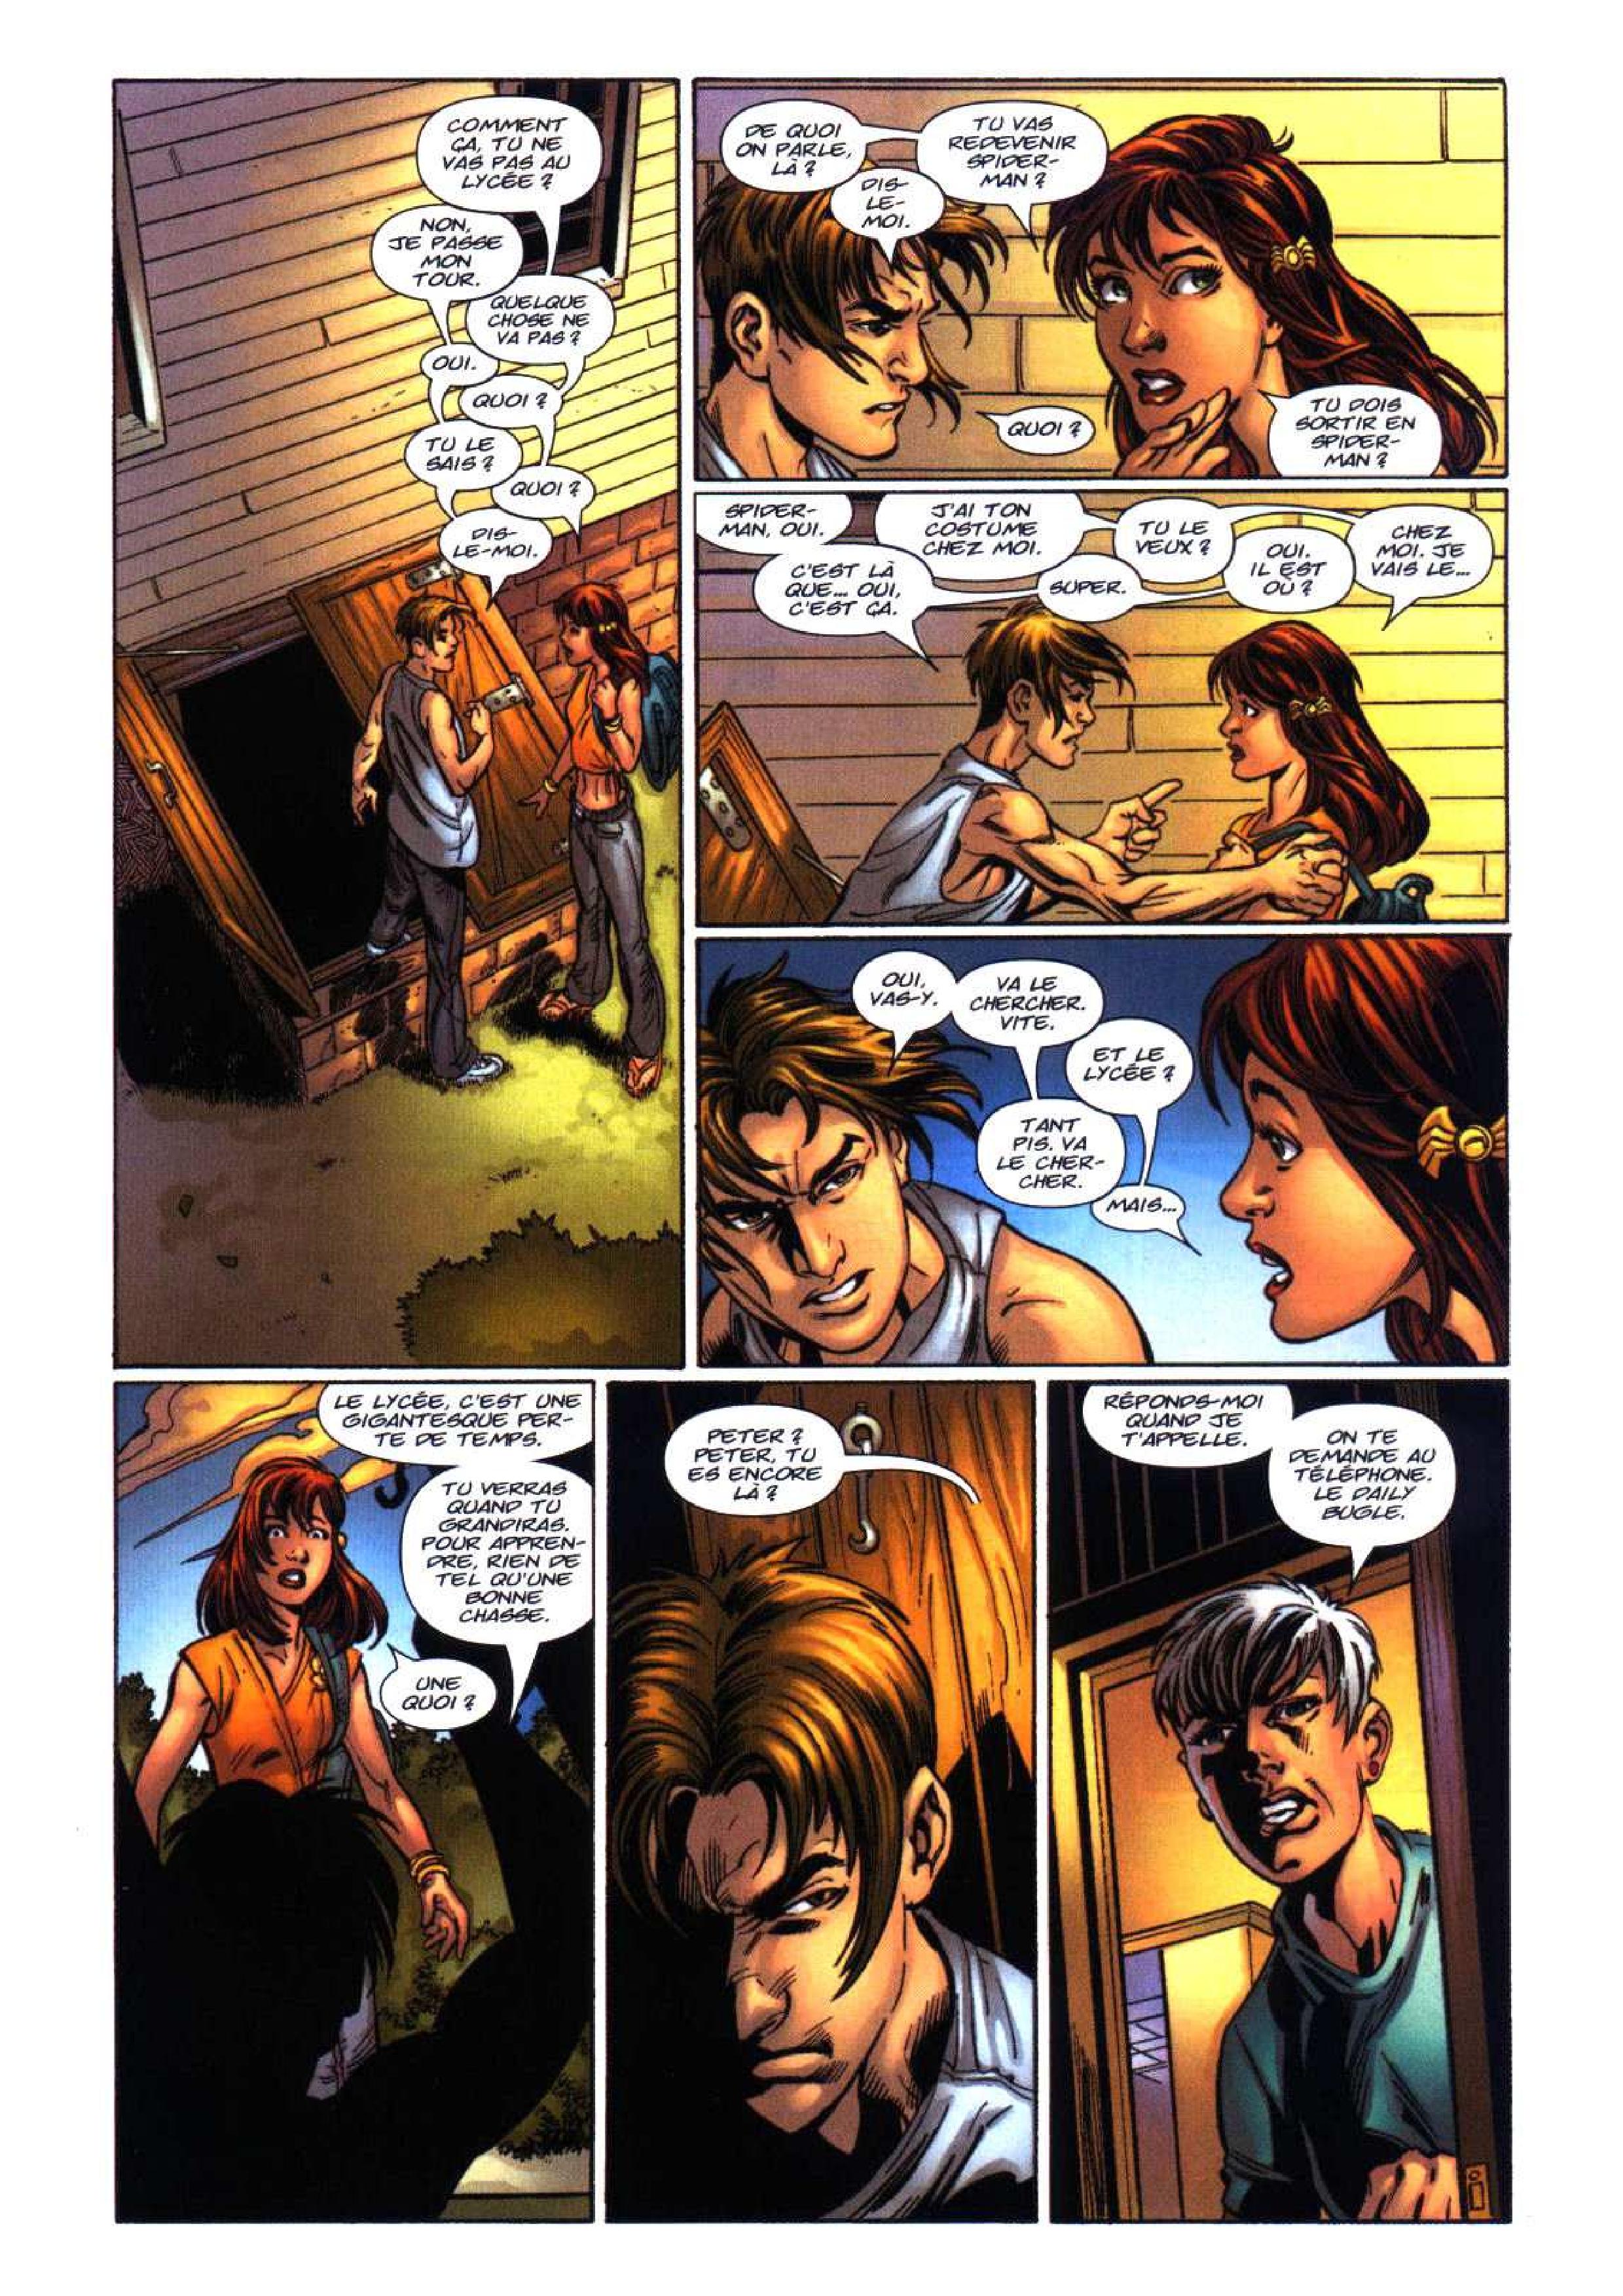 COMMENT
ÇA, TU NE
VAS PAS AU
LYCÉE ?
NON,
JE PASSE
MON
TOUR.
QUELQUE
CHOSE NE
VA PAS ?
OUI.
QUOI ?
TU LE
SAIS ?
QUOI ?
DIS-
LE-MOI.
DE QUOI
ON PARLE,
LÀ ?
DIS-
LE-
MOI.
TU VAS
REDEVENIR
SPIDER-
MAN ?
QUOI ?
TU DOIS
SORTIR EN
SPIDER-
MAN ?
SPIDER-
MAN, OUI.
C'EST LÀ
QUE... OUI,
C'EST ÇA.
J'AI TON
COSTUME
CHEZ MOI.
SUPER.
TU LE
VEUX ?
OUI.
IL EST
OÙ ?
CHEZ
MOI. JE
VAIS LE...
OUI,
VAS-Y.
VA LE
CHERCHER.
VITE.
ET LE
LYCÉE ?
TANT
PIS. VA
LE CHER-
CHER.
MAIS...
LE LYCÉE, C'EST UNE
GIGANTESQUE PER-
TE DE TEMPS.
TU VERRAS
QUAND TU
GRANDIRAS.
POUR APPREN-
DRE, RIEN DE
TEL QU'UNE
BONNE
CHASSE.
UNE
QUOI ?
PETER ?
PETER, TU
ES ENCORE
LÀ ?
RÉPONDS-MOI
QUAND JE
T'APPELLE.
ON TE
DEMANDE AU
TÉLÉPHONE.
LE DAILY
BUGLE.